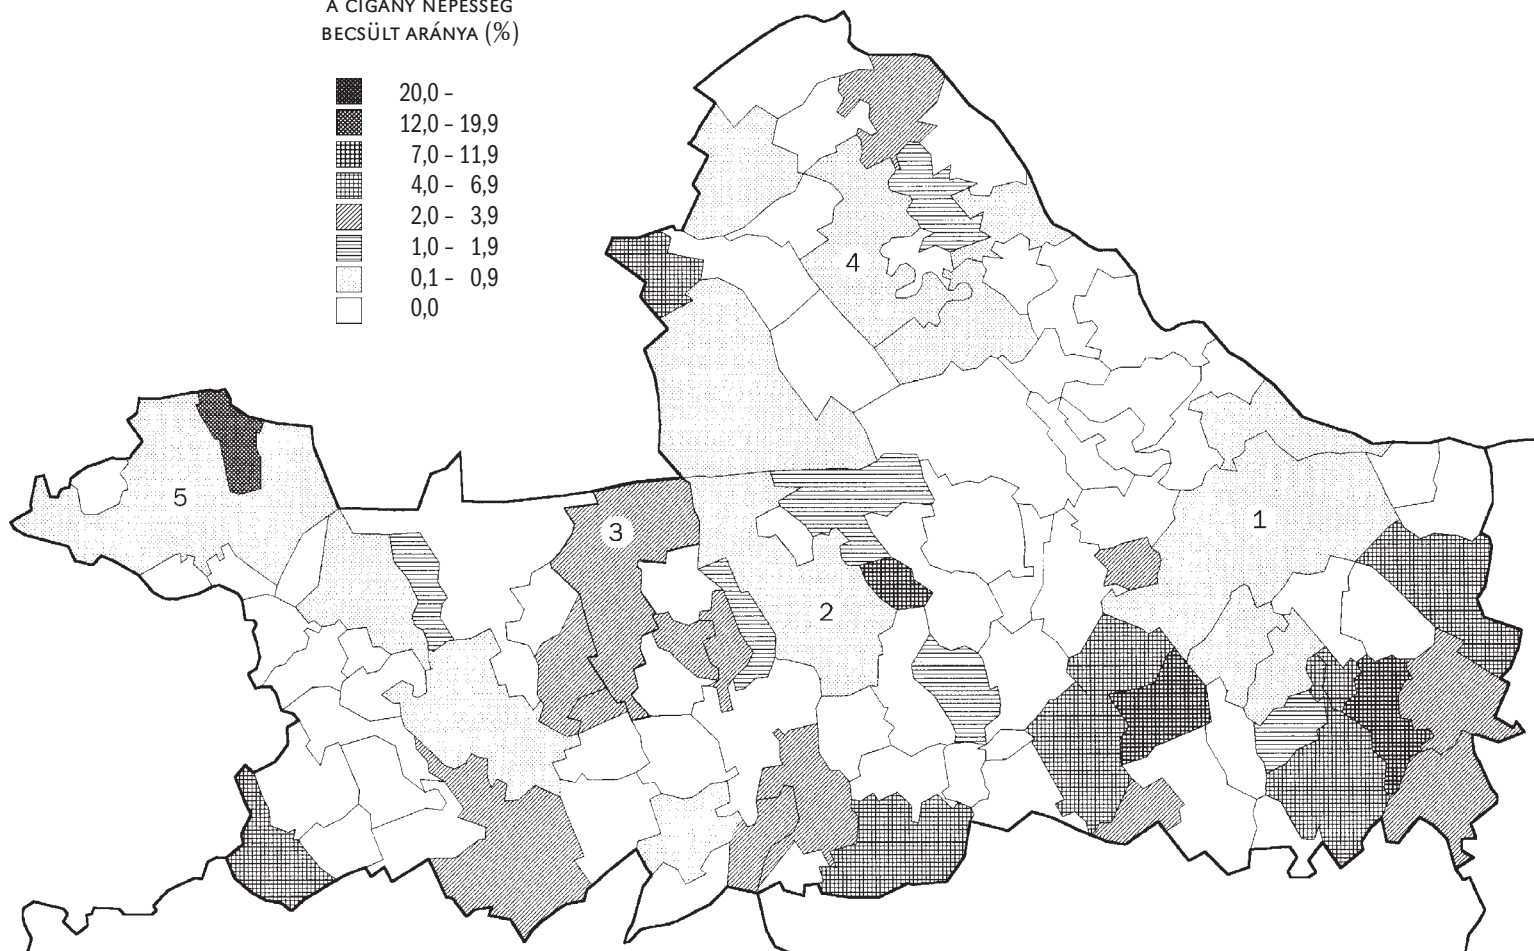 A CIGÁNY NÉPESSÉG
BECSÜLT ARÁNYA (%)
20,0 –
12,0 – 19,9
7,0 – 11,9
4,0 – 6,9
2,0 – 3,9
1,0 – 1,9
0,1 – 0,9
0,0
4
5
3
1
2